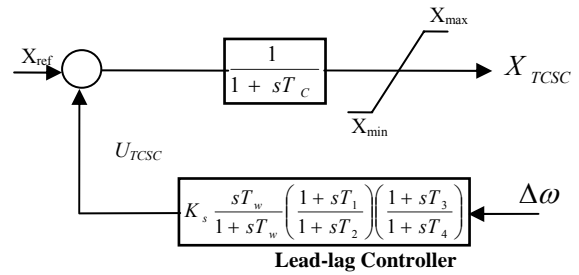 X_max
X_ref
1
1 + sT_C
X_TCSC
X_min
U_TCSC
K_s sT_w / 1 + sT_w (1 + sT_1 / 1 + sT_2) (1 + sT_3 / 1 + sT_4)
Δω
Lead-lag Controller